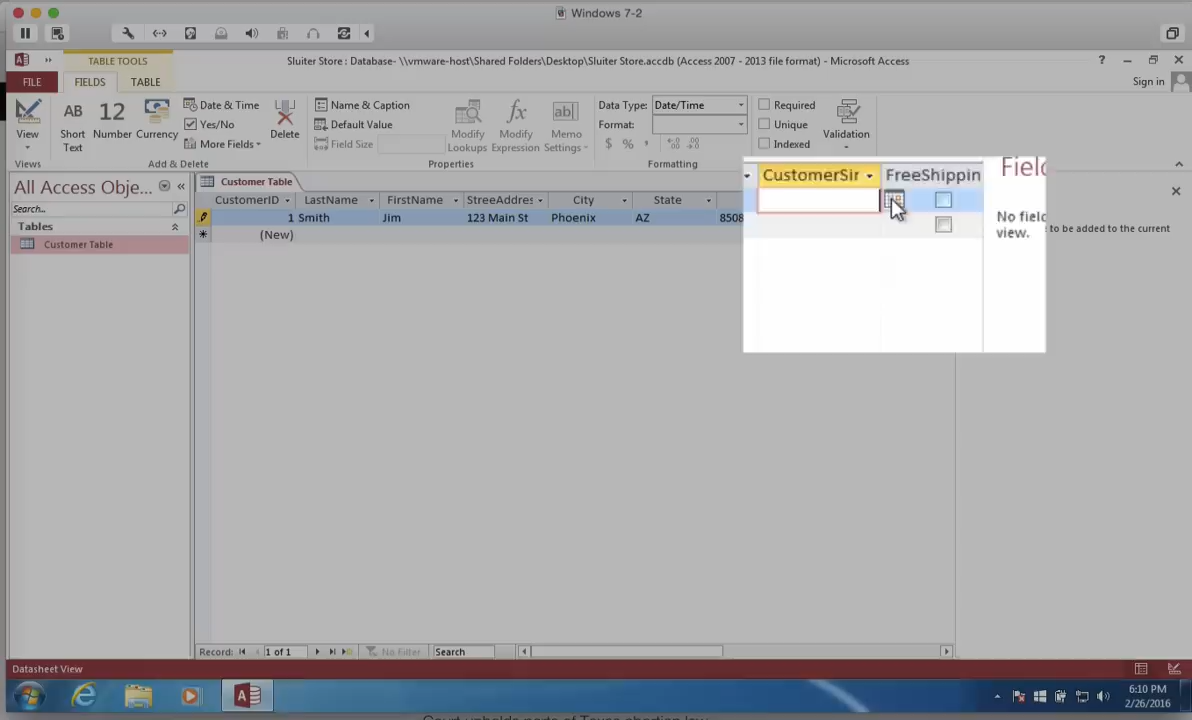 Windows 7-2
TABLE TOOLS
Sluiter Store : Database- \\vmware-host\Shared Folders\Desktop\Sluiter Store.accdb (Access 2007 - 2013 file format) - Microsoft Access
?
FILE
FIELDS
TABLE
Sign in
View
AB
Short Text
12
Number
Currency
Date & Time
Yes/No
More Fields
Delete
Name & Caption
Default Value
Field Size
Modify Lookups
fx
Modify Expression
ab
Memo Settings
Data Type:
Date/Time
Format:
$ % ,
Required
Unique
Indexed
Validation
Views
Add & Delete
Properties
Formatting
All Access Obje...
Search...
Tables
Customer Table
Customer Table
CustomerID LastName FirstName StreeAddres City State
1 Smith Jim 123 Main St Phoenix AZ 8508
(New)
CustomerSir FreeShippin
Field
No field
view.
to be added to the current
Record: 1 of 1 No Filter Search
Datasheet View
6:10 PM
2/26/2016